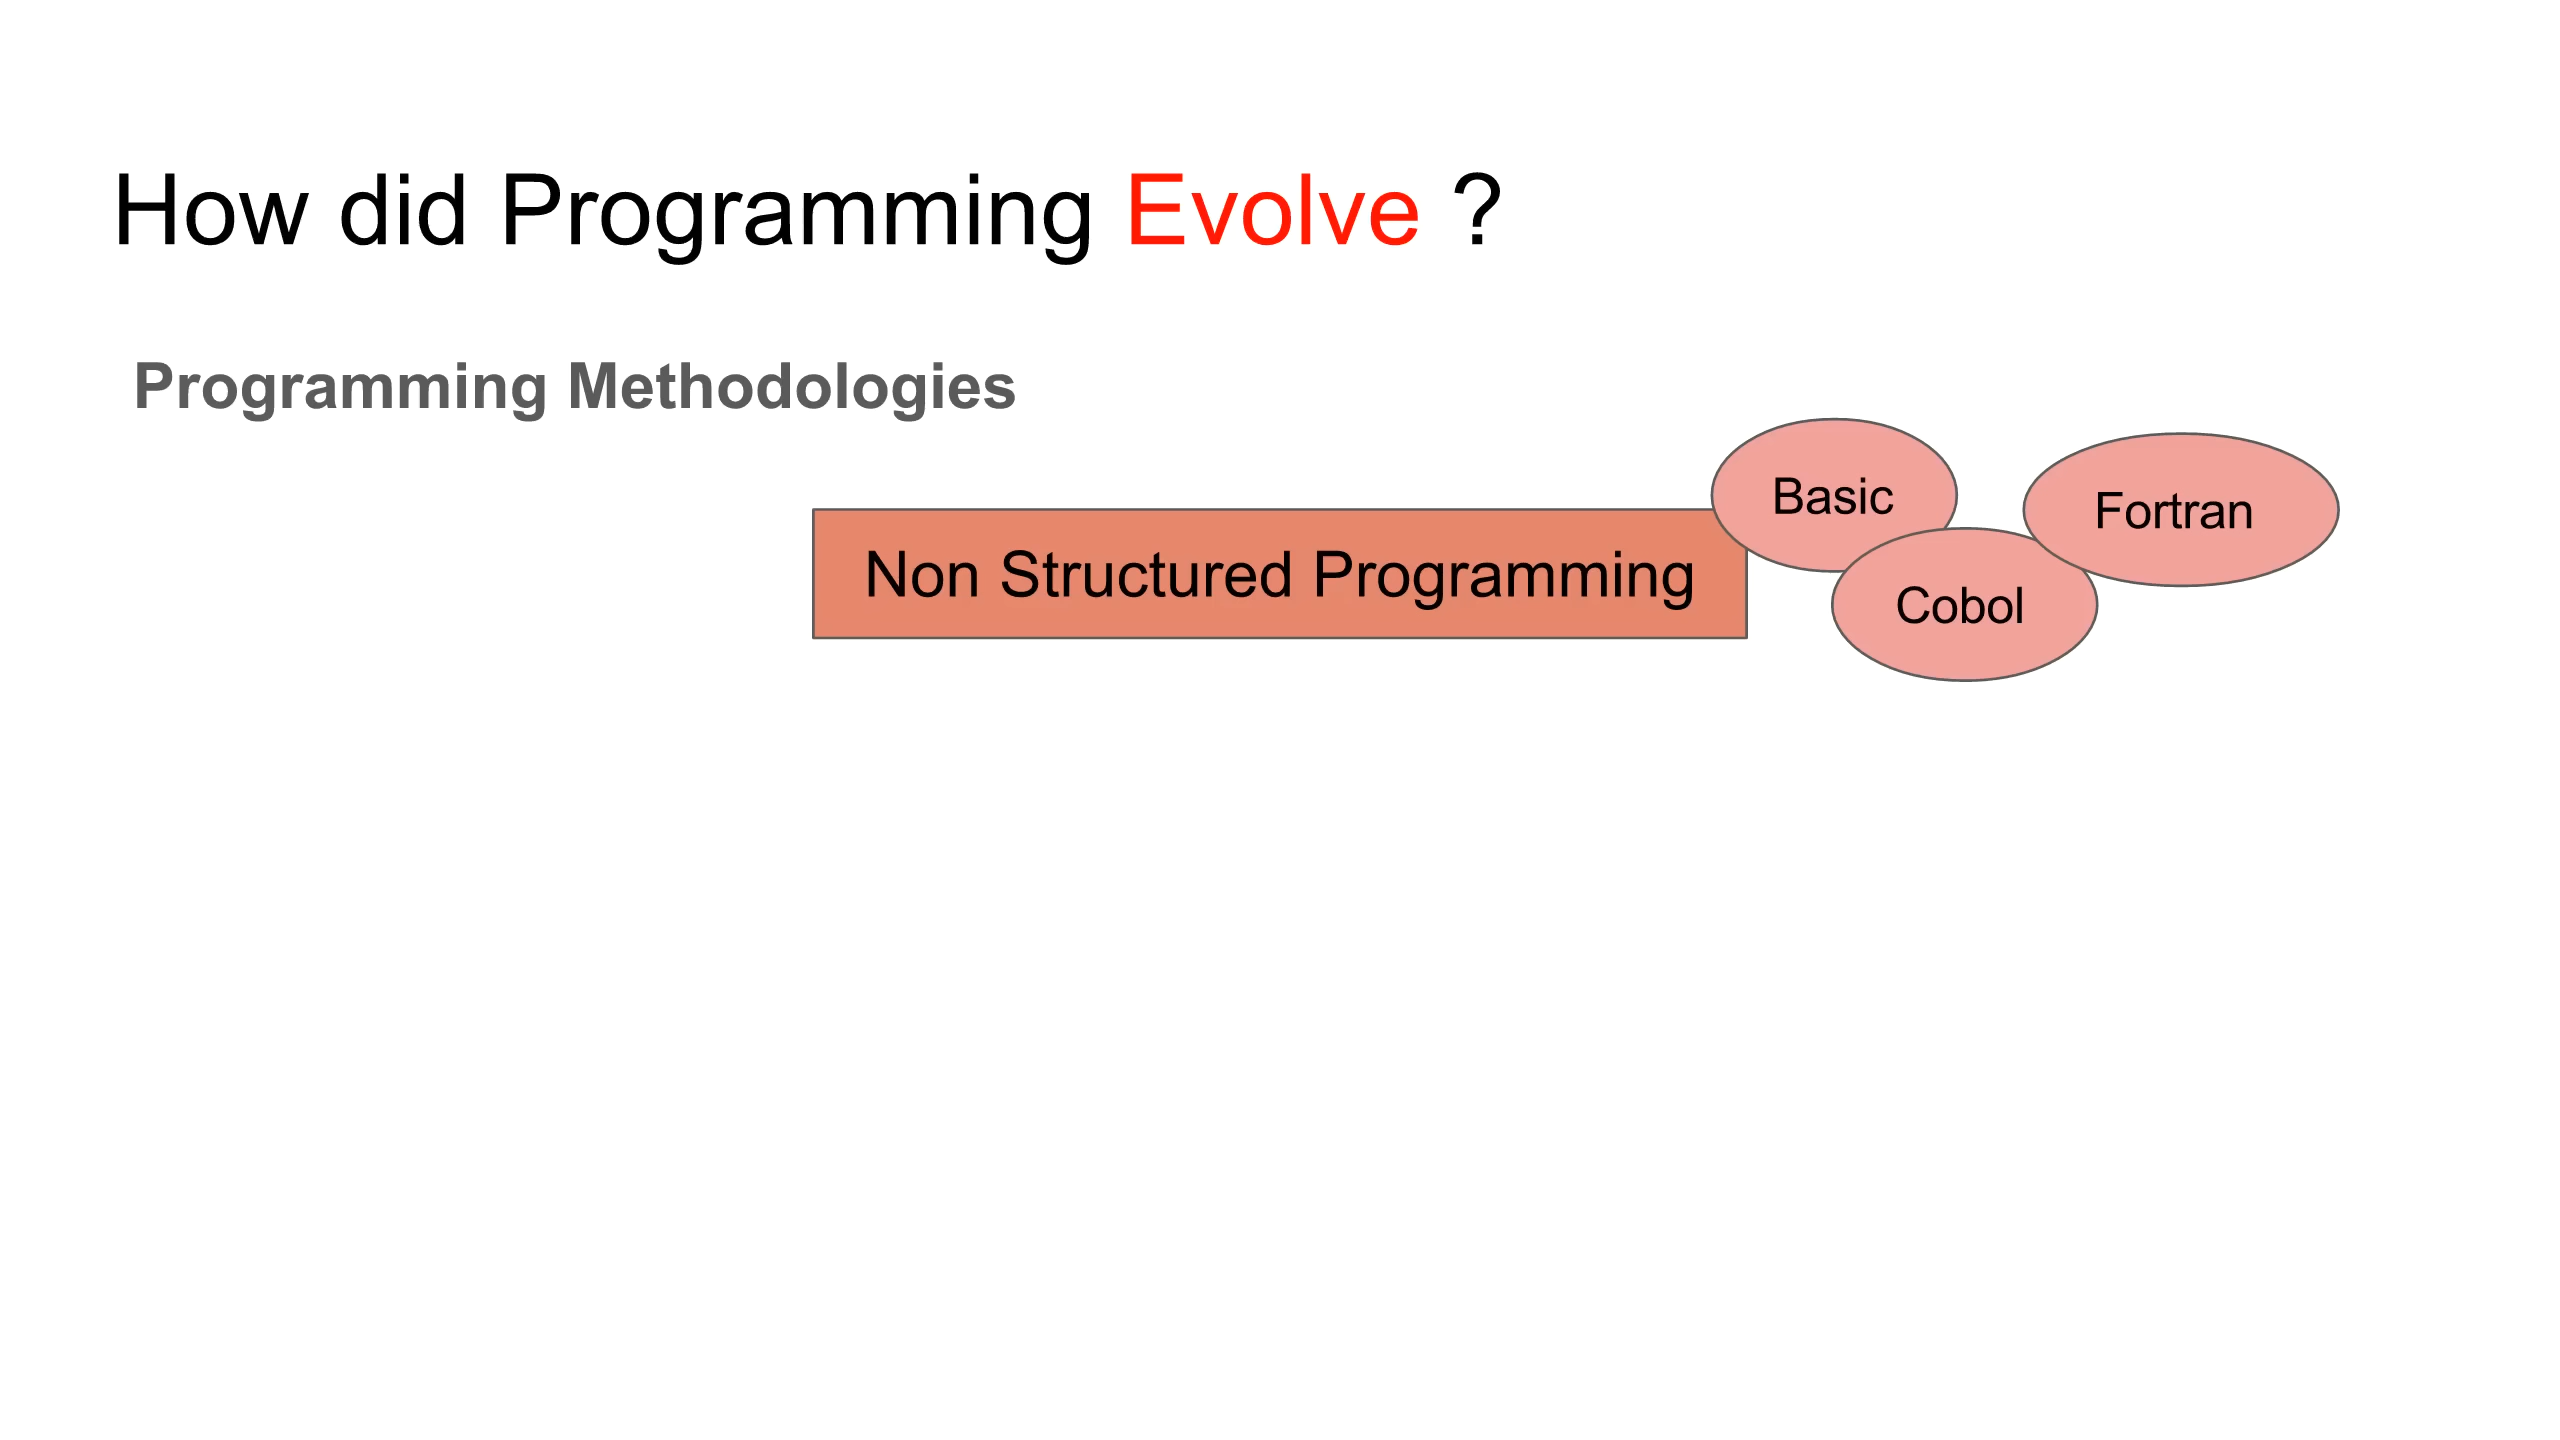 How did Programming Evolve ?
Programming Methodologies
Basic
Fortran
Non Structured Programming
Cobol